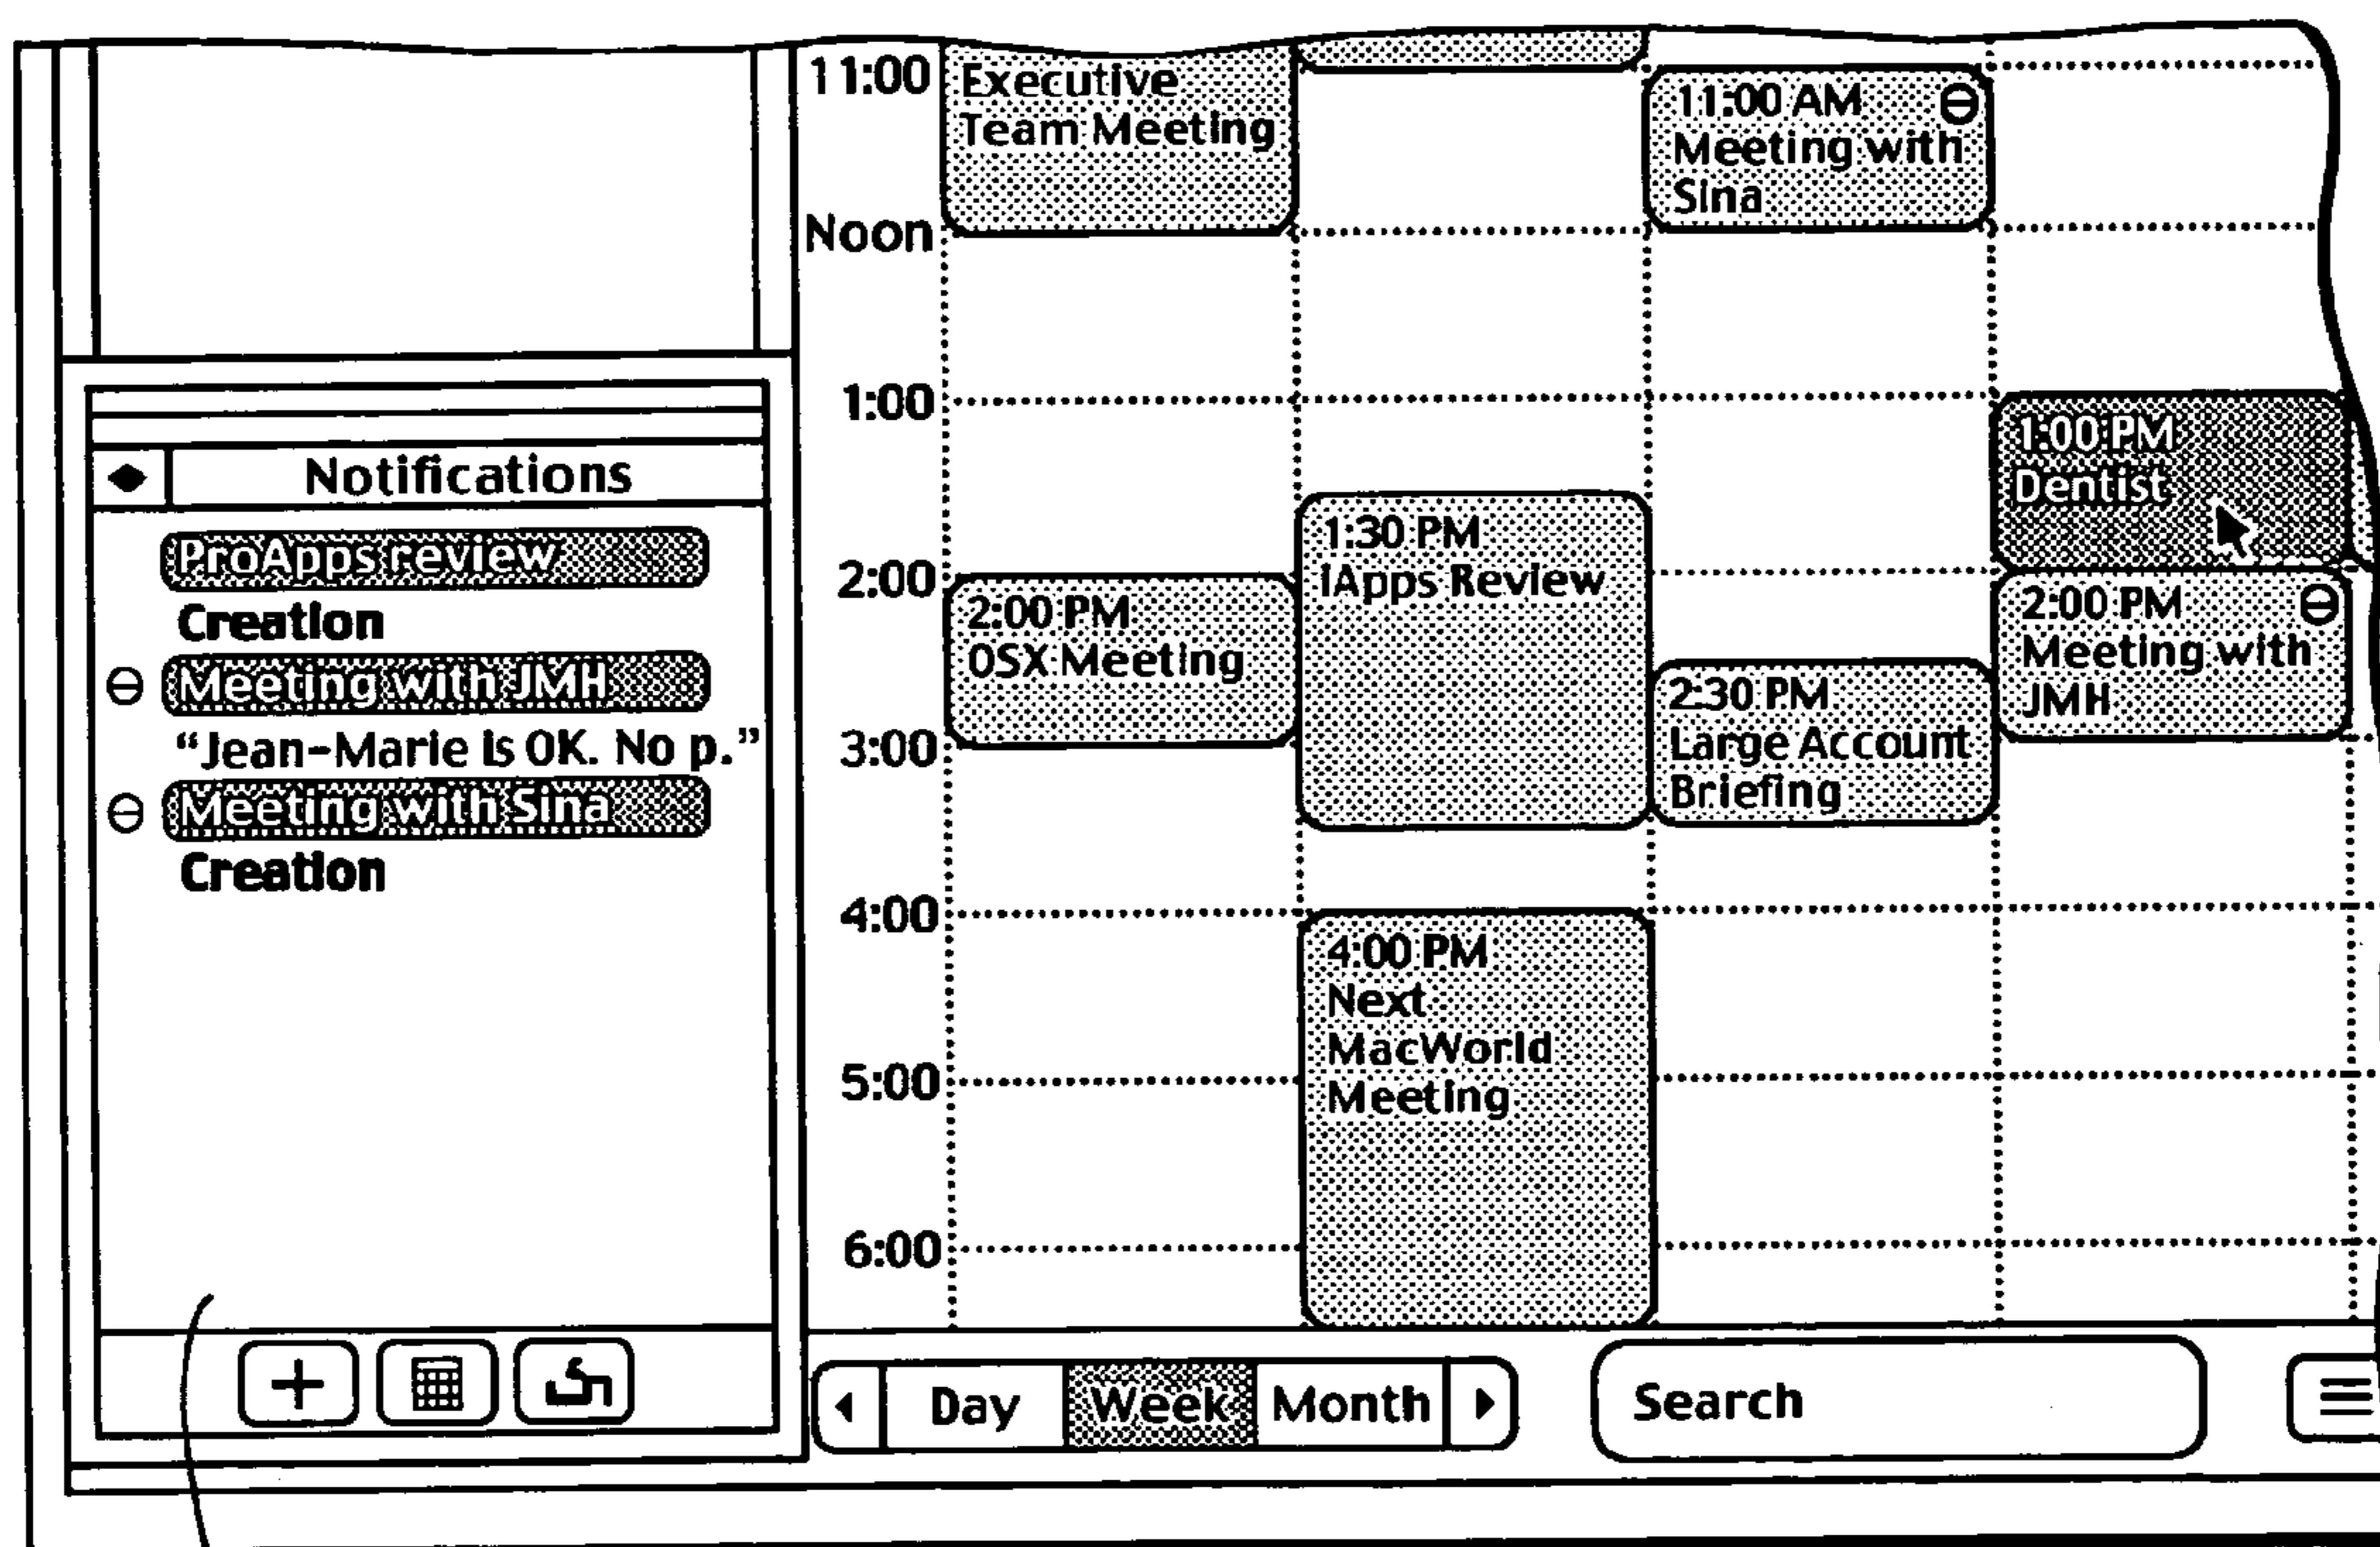 Notifications
ProApps review
Creation
Meeting with JMH
“Jean-Marie is OK. No p.”
Meeting with Sina
Creation
11:00
Noon
1:00
2:00
3:00
4:00
5:00
6:00
Executive
Team Meeting
2:00 PM
OSX Meeting
1:30 PM
iApps Review
4:00 PM
Next
MacWorld
Meeting
11:00 AM
Meeting with
Sina
2:30 PM
Large Account
Briefing
1:00 PM
Dentist
2:00 PM
Meeting with
JMH
Day Week Month
Search